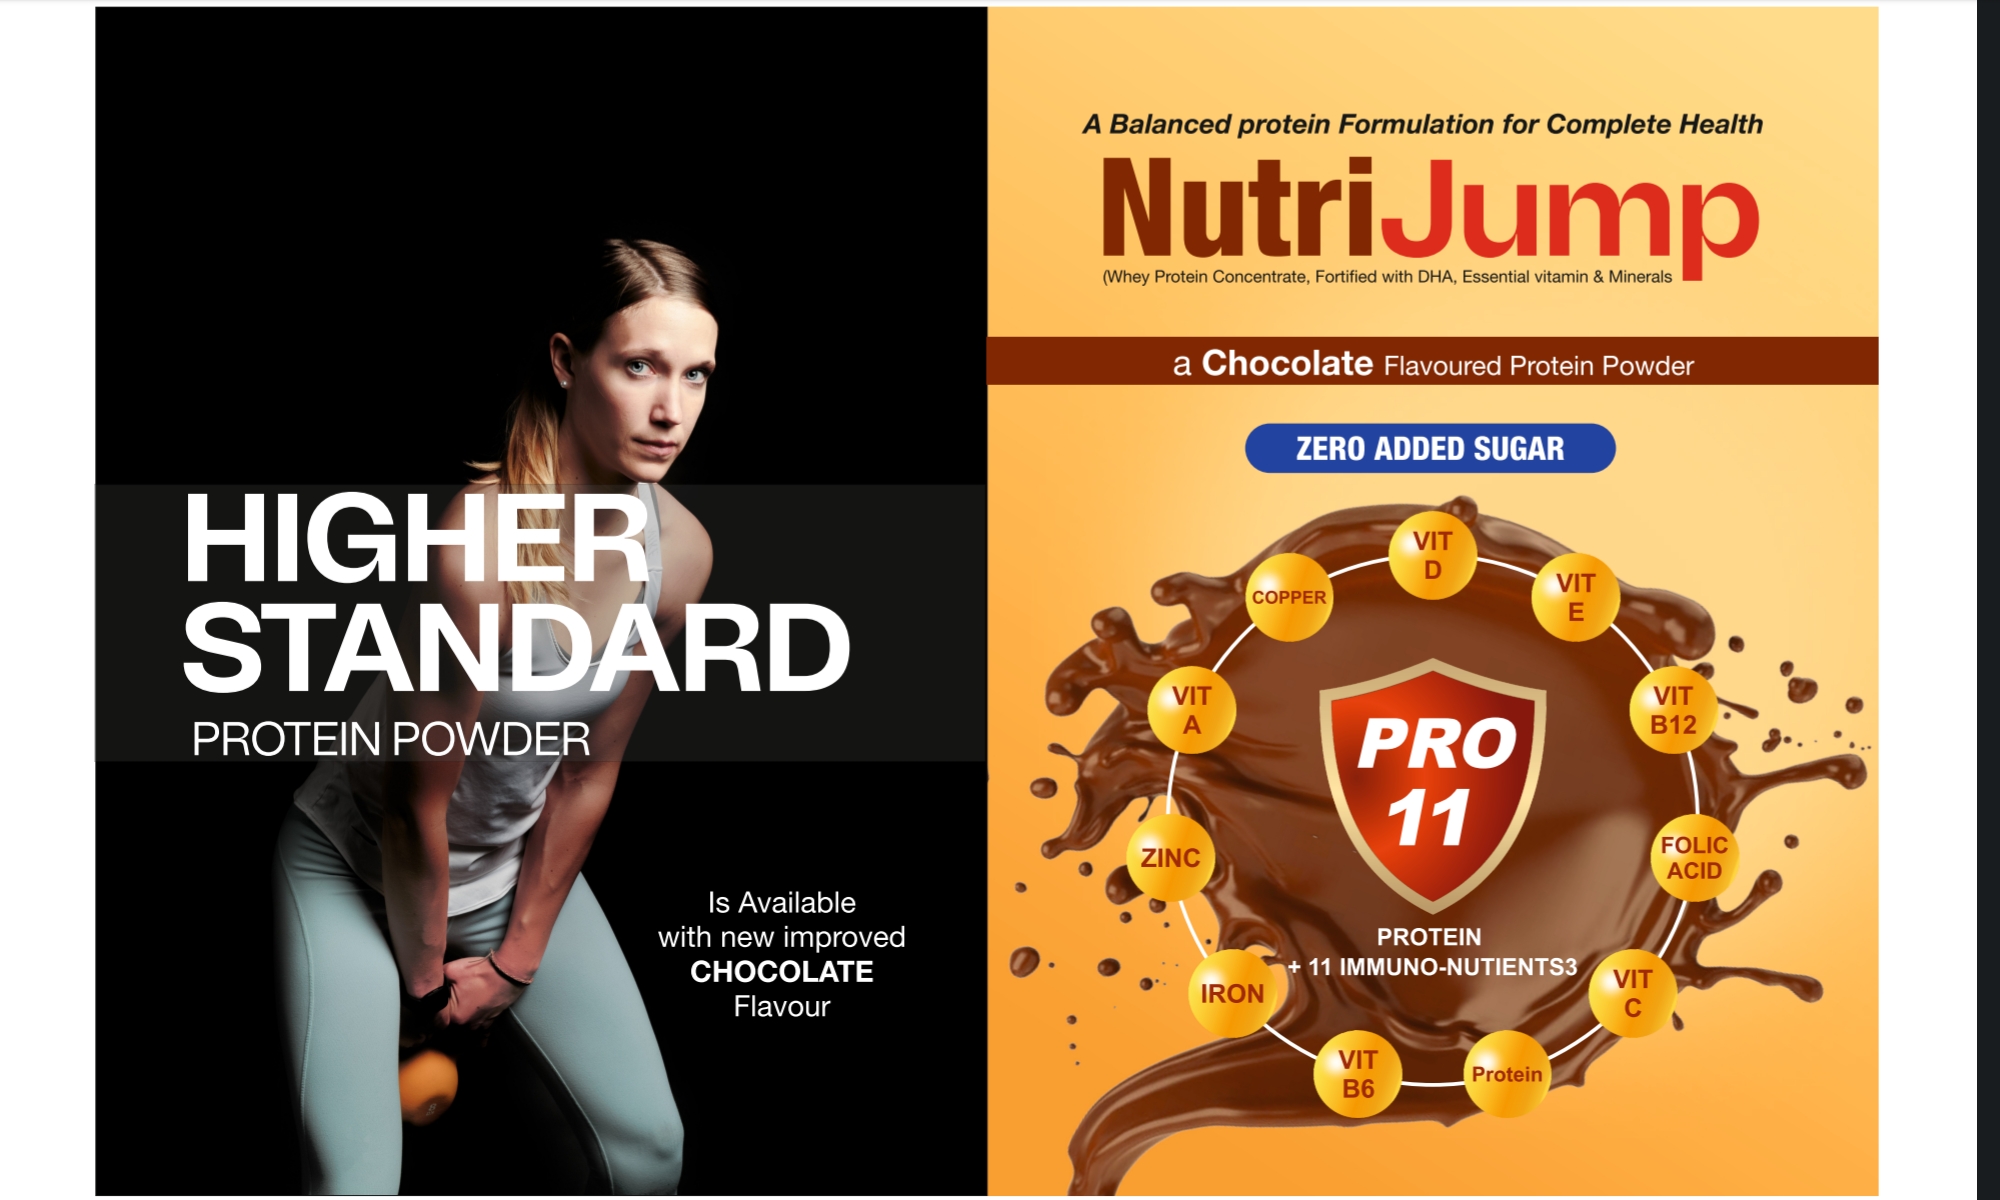 HIGHER
STANDARD
PROTEIN POWDER
Is Available
with new improved
CHOCOLATE
Flavour
A Balanced protein Formulation for Complete Health
NutriJump
(Whey Protein Concentrate, Fortified with DHA, Essential vitamin & Minerals
a Chocolate Flavoured Protein Powder
ZERO ADDED SUGAR
VIT
D
VIT
E
VIT
B12
FOLIC
ACID
VIT
C
Protein
VIT
B6
IRON
ZINC
VIT
A
COPPER
PRO
11
PROTEIN
+ 11 IMMUNO-NUTIENTS3